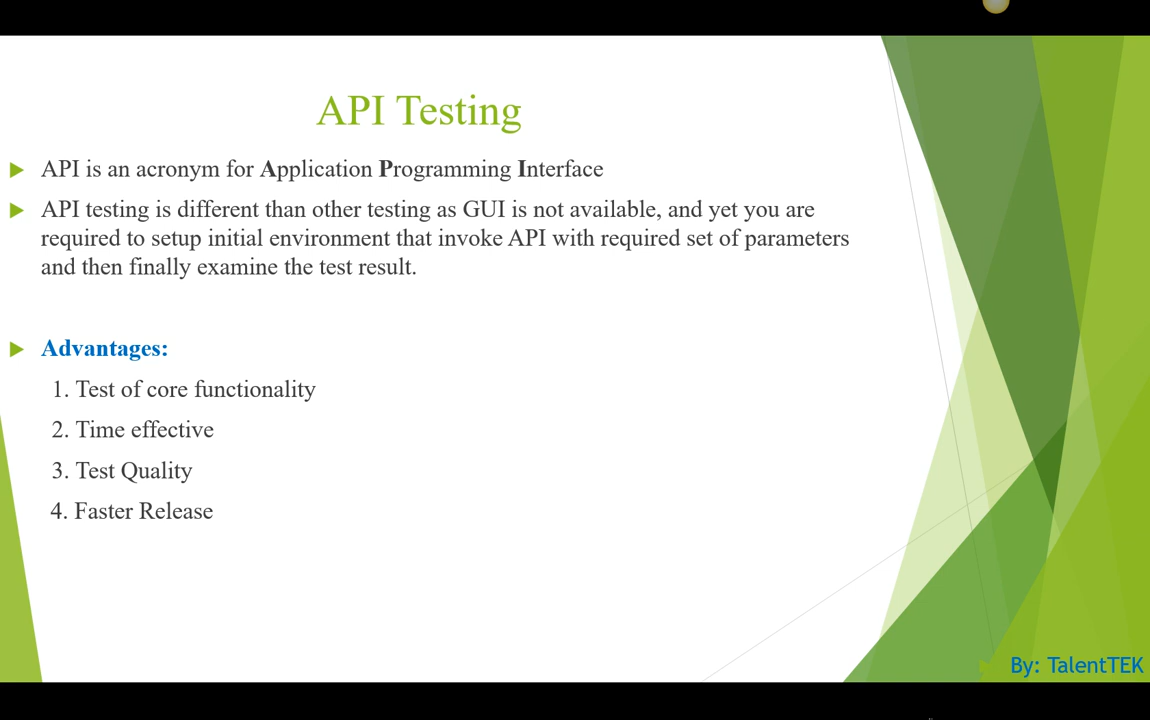 API Testing
API is an acronym for Application Programming Interface
API testing is different than other testing as GUI is not available, and yet you are
required to setup initial environment that invoke API with required set of parameters
and then finally examine the test result.
Advantages:
1. Test of core functionality
2. Time effective
3. Test Quality
4. Faster Release
By: TalentTEK